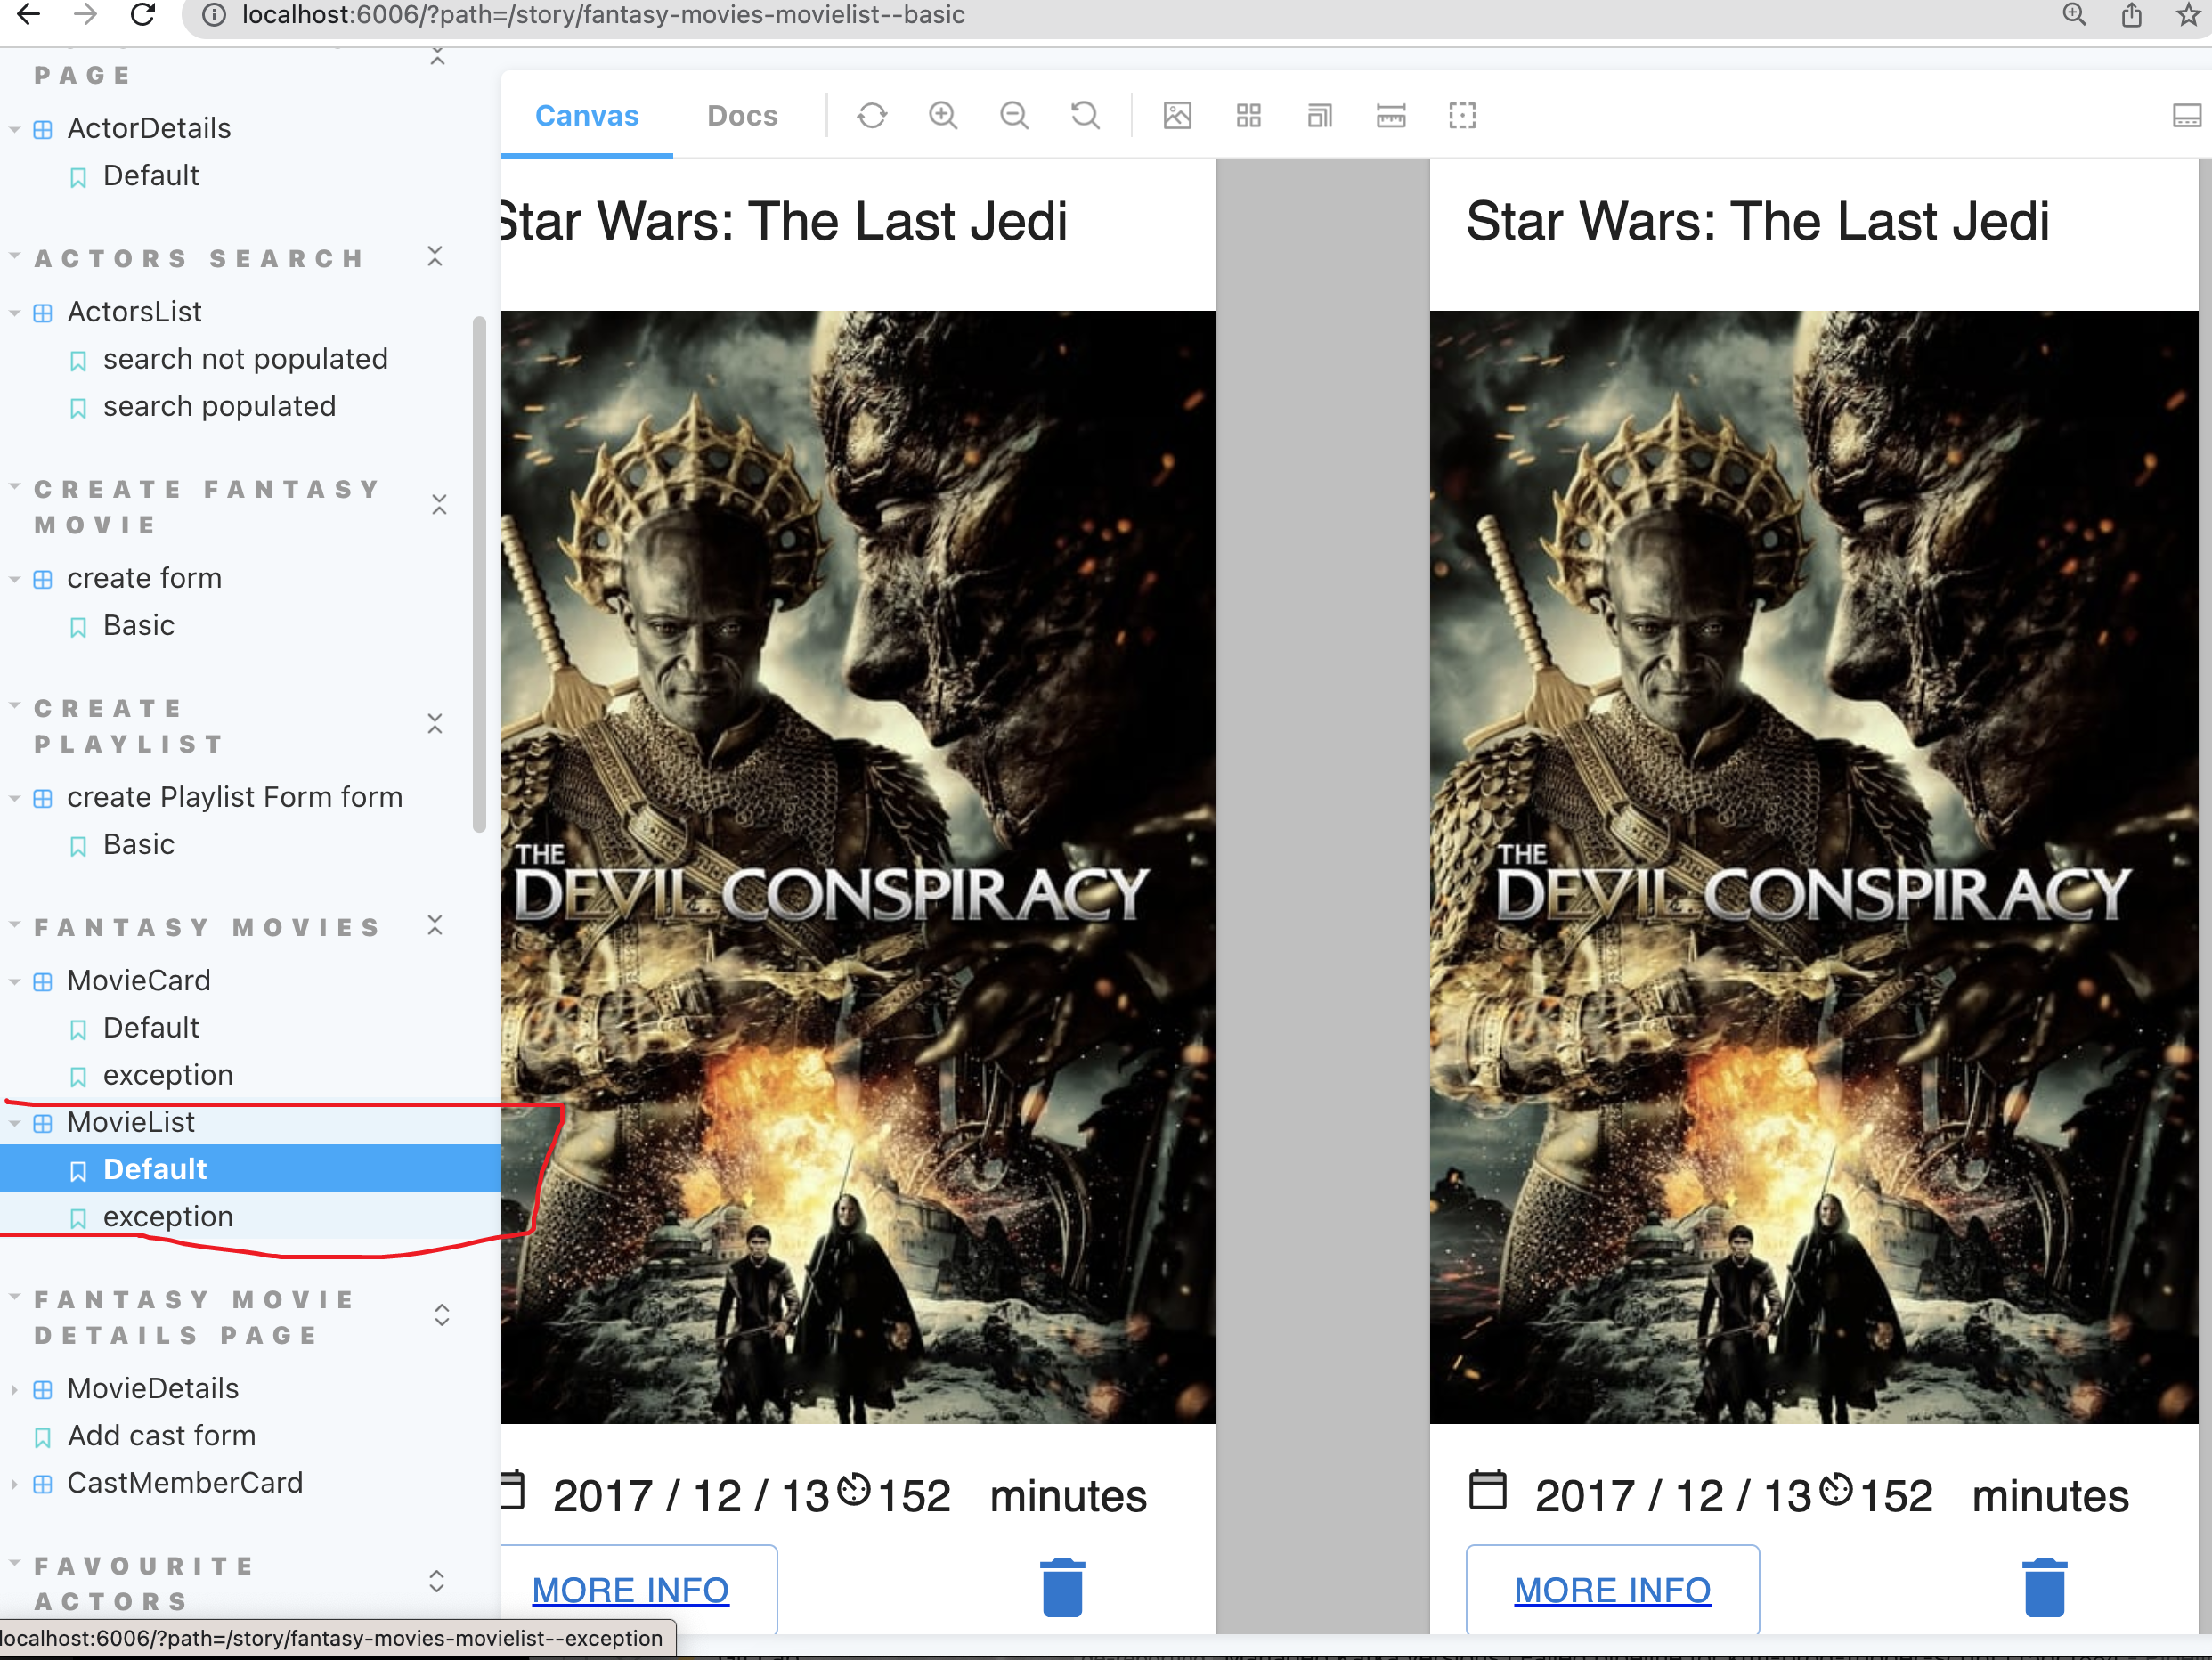 localhost:6006/?path=/story/fantasy-movies-movielist--basic
PAGE
ActorDetails
Default
ACTORS SEARCH
ActorsList
search not populated
search populated
CREATE FANTASY
MOVIE
create form
Basic
CREATE
PLAYLIST
create Playlist Form form
Basic
FANTASY MOVIES
MovieCard
Default
exception
MovieList
Default
exception
FANTASY MOVIE
DETAILS PAGE
MovieDetails
Add cast form
CastMemberCard
FAVOURITE
ACTORS
localhost:6006/?path=/story/fantasy-movies-movielist--exception
Canvas Docs
Star Wars: The Last Jedi
THE
DEVIL CONSPIRACY
2017 / 12 / 13 152 minutes
MORE INFO
Star Wars: The Last Jedi
THE
DEVIL CONSPIRACY
2017 / 12 / 13 152 minutes
MORE INFO